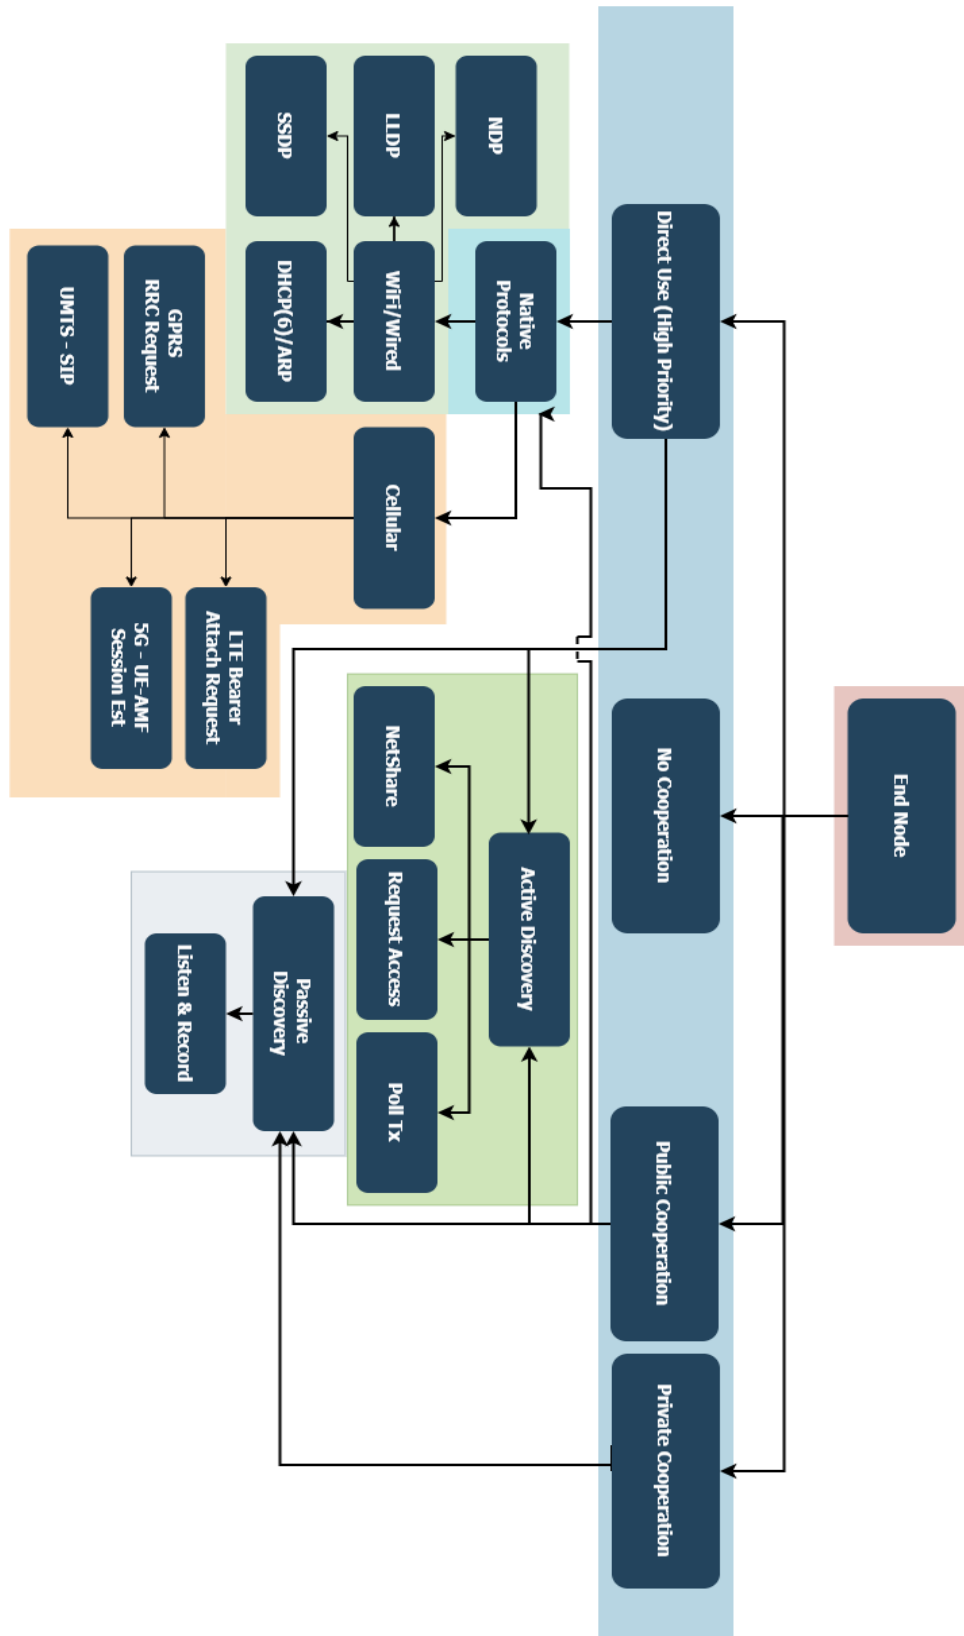 End Node
Direct Use (High Priority)
No Cooperation
Public Cooperation
Private Cooperation
Native
Protocols
Active Discovery
NDP
WiFi/Wired
LLDP
Cellular
NetShare
Request Access
Poll Tx
SSDP
DHCP(6)/ARP
Passive
Discovery
Listen & Record
GPRS
RRC Request
UMTS - SIP
LTE Bearer
Attach Request
5G - UE-AMF
Session Est